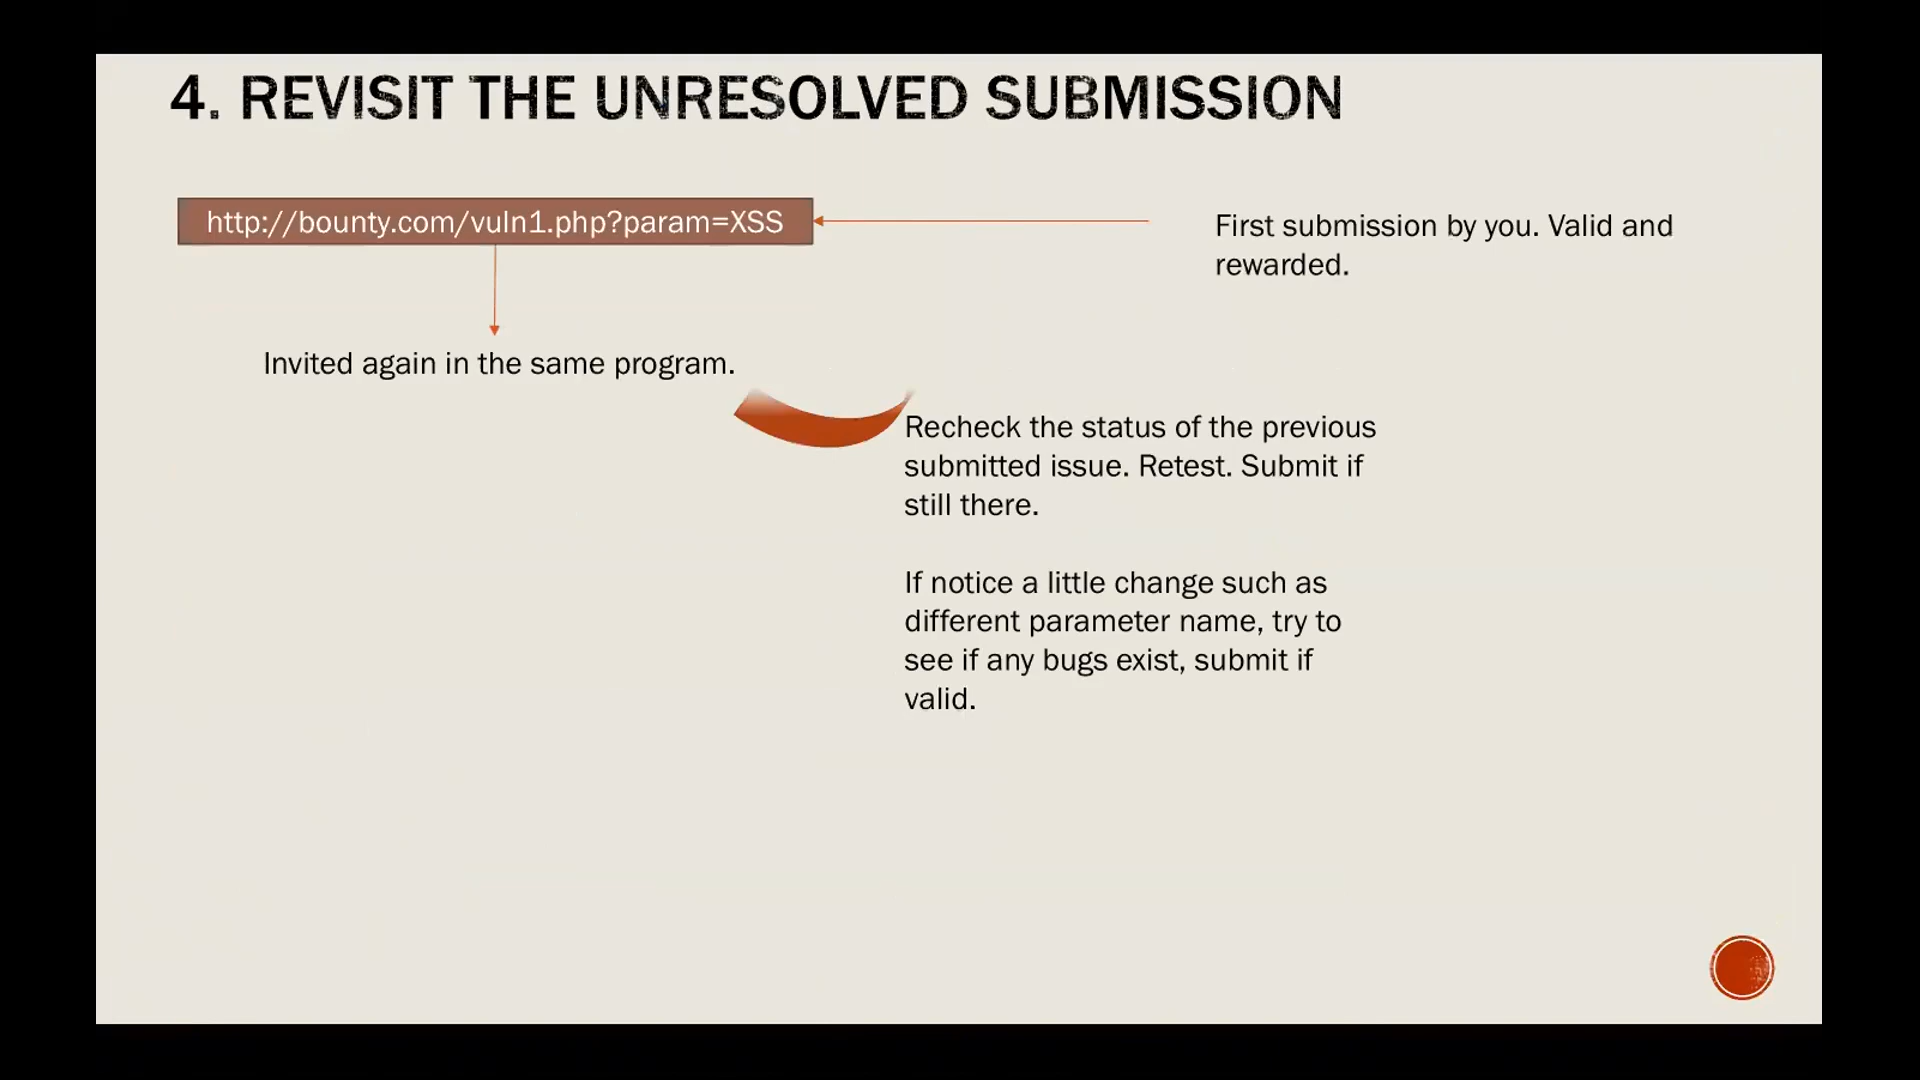 4. REVISIT THE UNRESOLVED SUBMISSION
http://bounty.com/vuln1.php?param=XSS
First submission by you. Valid and
rewarded.
Invited again in the same program.
Recheck the status of the previous
submitted issue. Retest. Submit if
still there.
If notice a little change such as
different parameter name, try to
see if any bugs exist, submit if
valid.